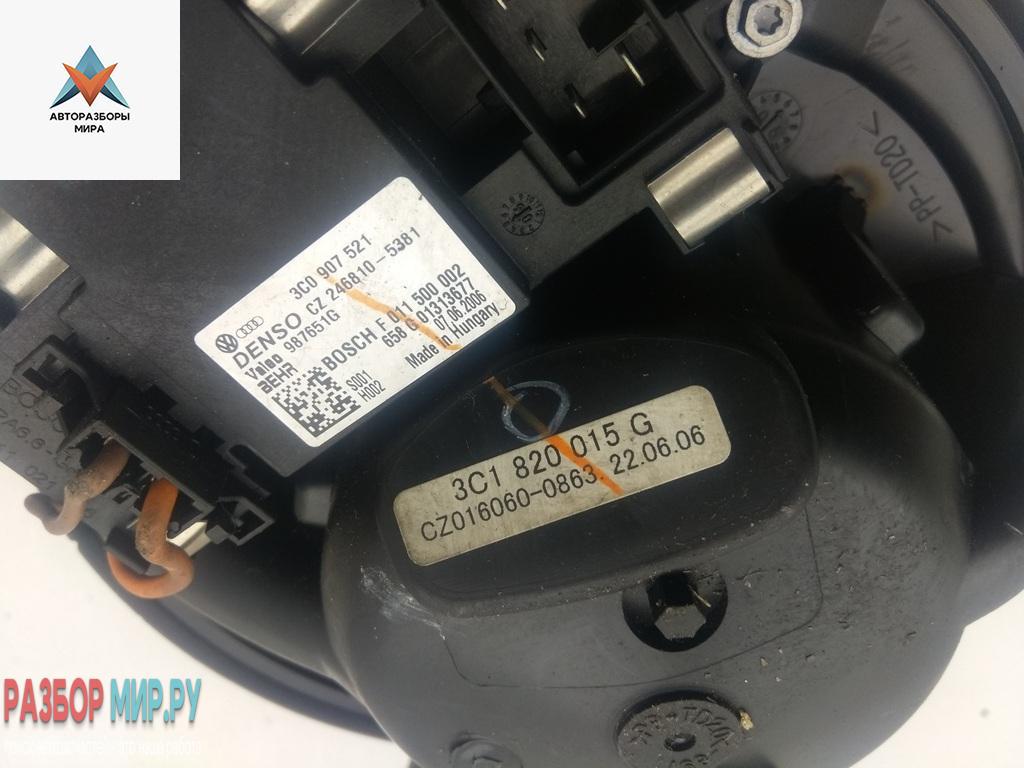 АВТОРАЗБОРЫ
МИРА
>PP-TD20<
3C0 907 521
DENSO CZ 246810-5381
Valeo 987651G
BEHR
BOSCH F 011 500 002
658 G 01313677
S001
H002
07.06.2006
Made in Hungary
3C1 820 015 G
CZ016060-0863. 22.06.06
РАЗБОР МИР.РУ